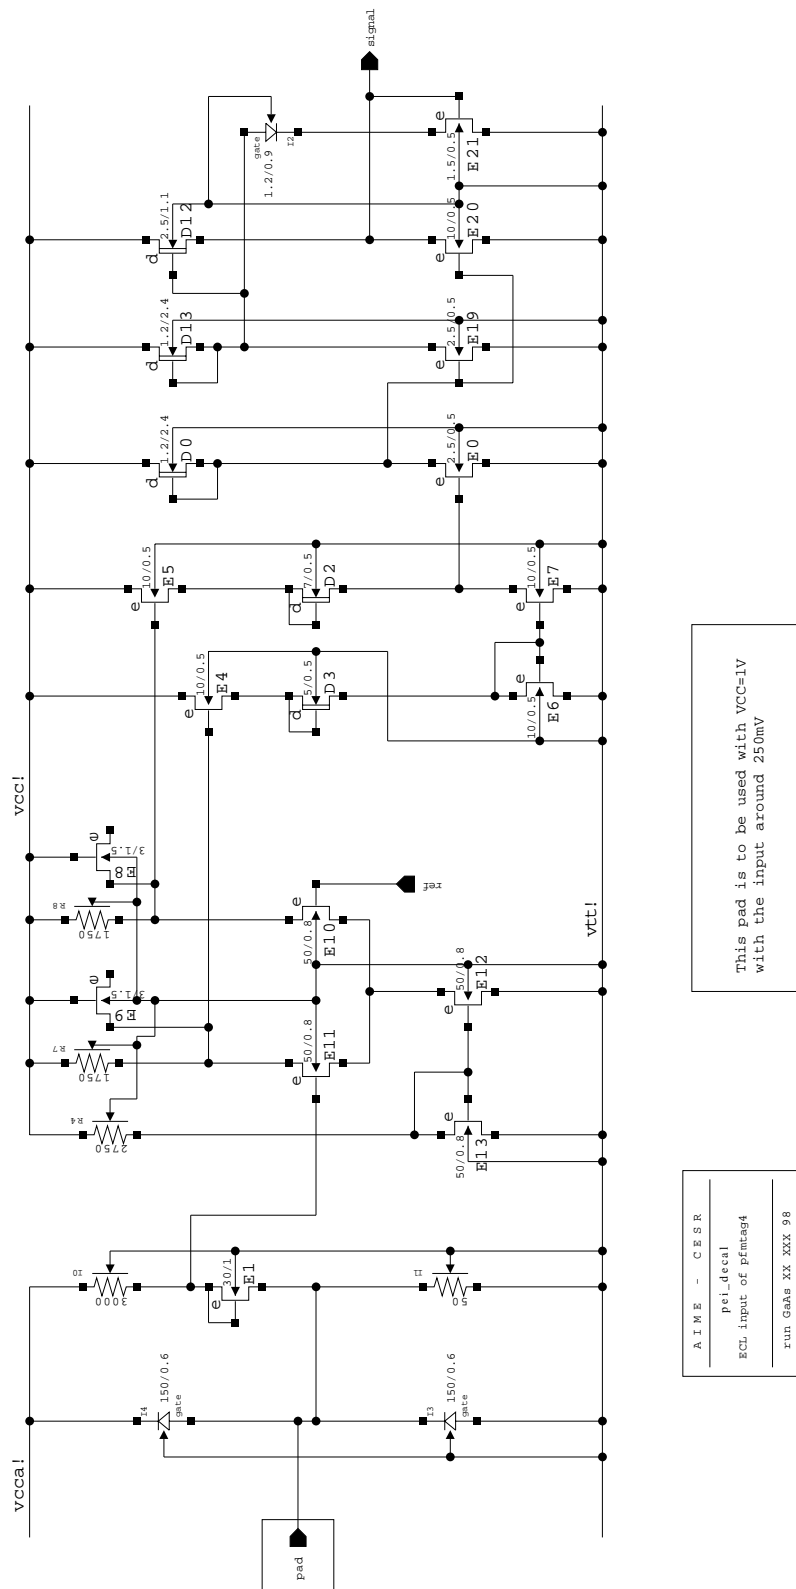 vcca!
vcc!
pad
I4
gate
150/0.6
I3
gate
150/0.6
I0
3000
e
30/1
E1
I1
50
R4
2750
R7
1750
e
3/1.5
E9
R8
1750
e
3/1.5
E8
e
50/0.8
E11
e
50/0.8
E10
ref
e
50/0.8
E13
e
50/0.8
E12
e
10/0.5
E4
d
5/0.5
D3
e
10/0.5
E6
e
10/0.5
E5
d
7/0.5
D2
e
10/0.5
E7
d
1.2/2.4
D0
e
2.5/0.5
E0
d
1.2/2.4
D13
e
2.5/0.5
E19
d
2.5/1.1
D12
e
10/0.5
E20
gate
I2
1.2/0.9
e
1.5/0.5
E21
signal
vtt!
A I M E - C E S R
pei_decal
ECL input of pfmtag4
run GaAs XX XXX 98
This pad is to be used with VCC=1V
with the input around 250mV